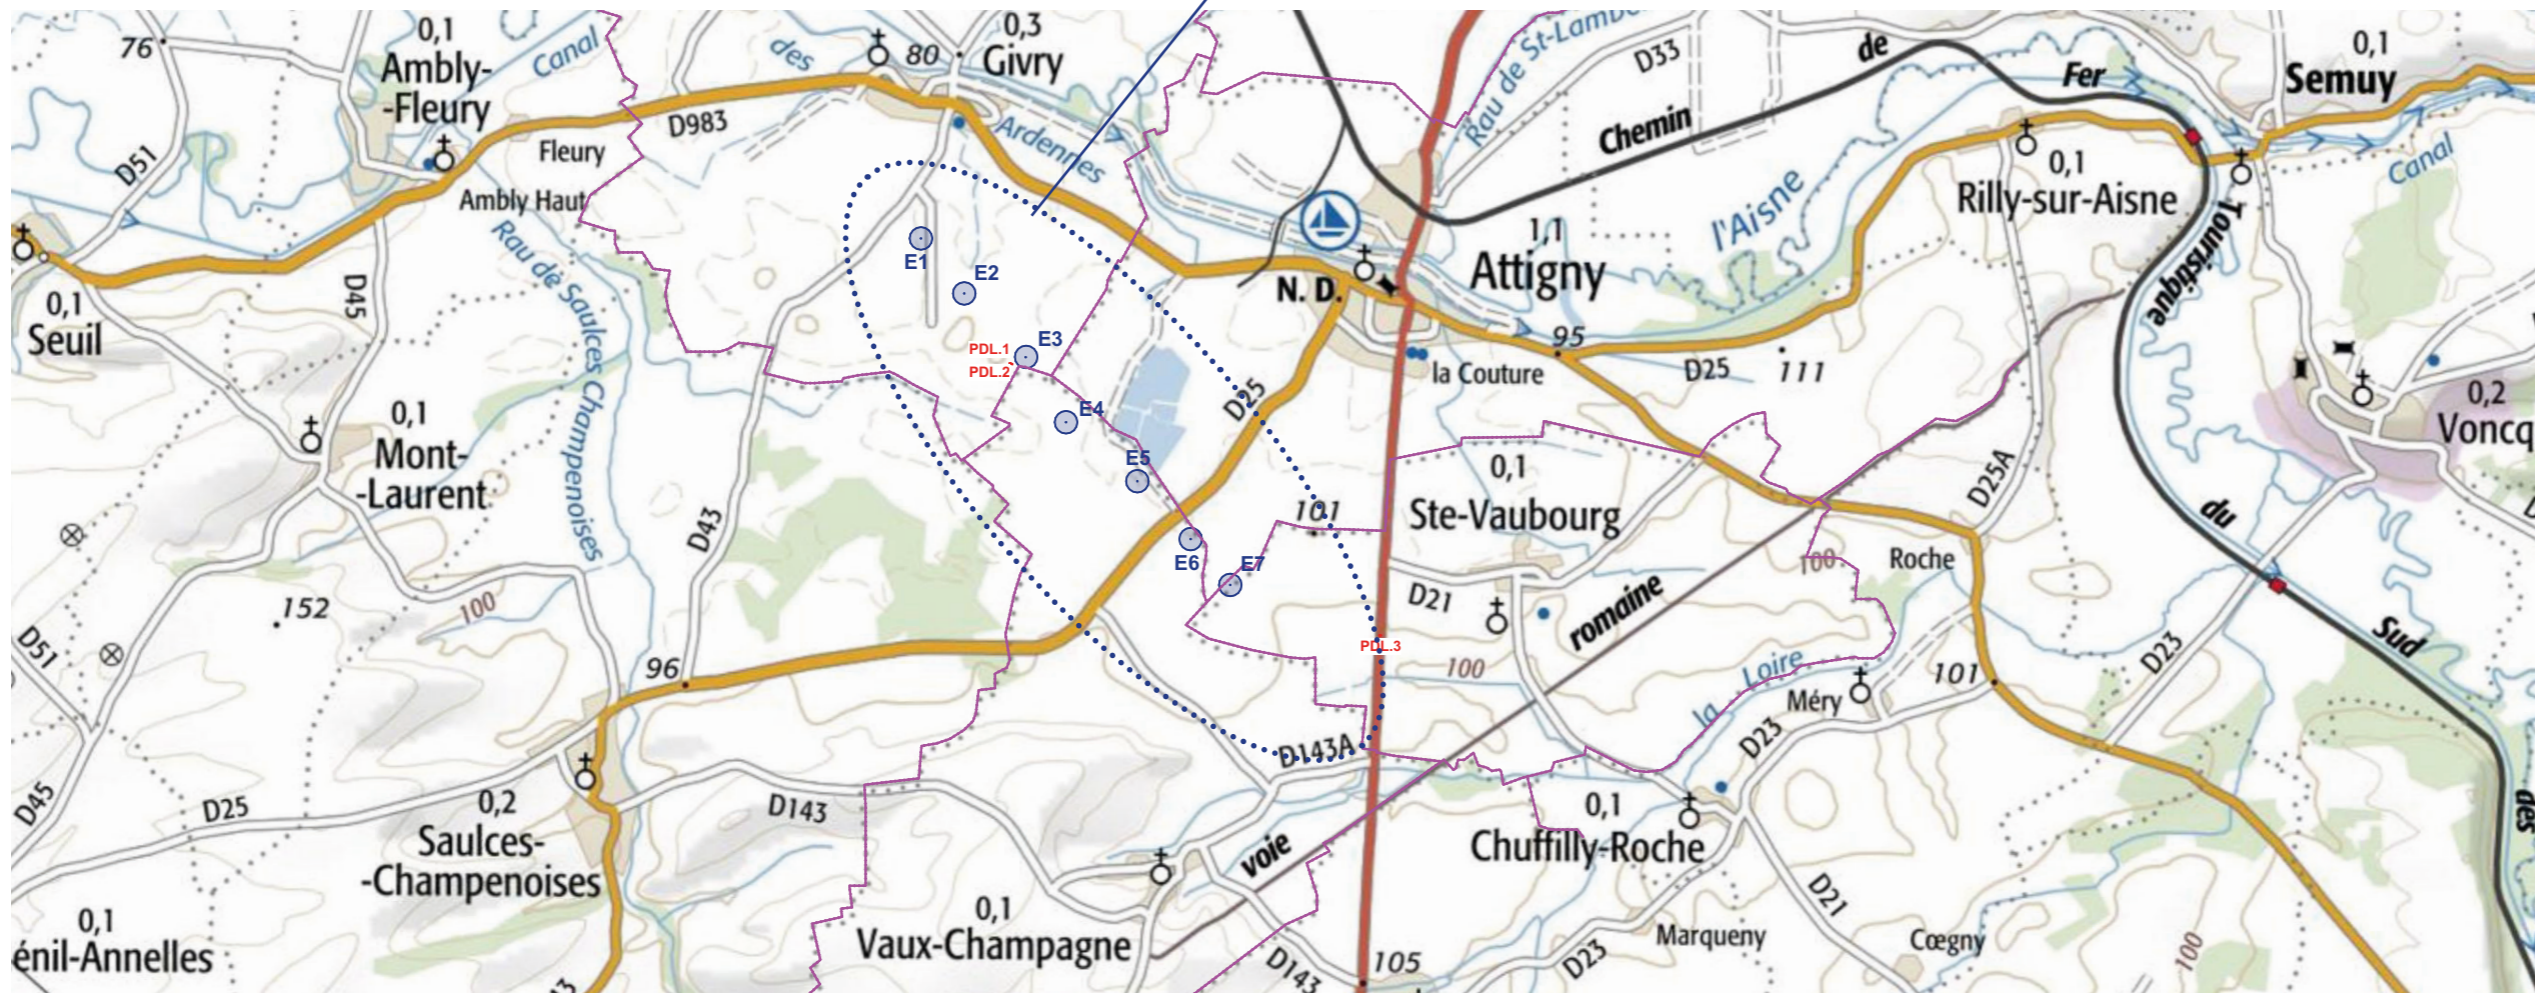 76
0,1
Ambly-
-Fleury
Canal
des
80
0,3
Givry
Rau de St-Lambe
D33
de
Fer
0,1
Semuy
D983
Ardennes
Chemin
D51
Fleury
Ambly Haut
0,1
Rilly-sur-Aisne
Canal
l'Aisne
Touristique
Rau de Saulces Champenoises
E1
E2
1,1
Attigny
N. D.
0,1
Seuil
D45
PDL.1
PDL.2
E3
95
la Couture
D25
111
D25
E4
0,2
Voncq
0,1
Mont-
-Laurent
E5
0,1
Ste-Vaubourg
D25A
D43
101
du
E6
E7
100
Roche
152
100
D21
romaine
D51
96
PDL.3
100
la Loire
Méry
101
D23
Sud
D143A
D23
des
D45
D25
0,2
Saulces-
-Champenoises
D143
0,1
Chuffilly-Roche
voie
D21
0,1
énil-Annelles
0,1
Vaux-Champagne
D143
105
D23
Marqueny
Cœgny
100